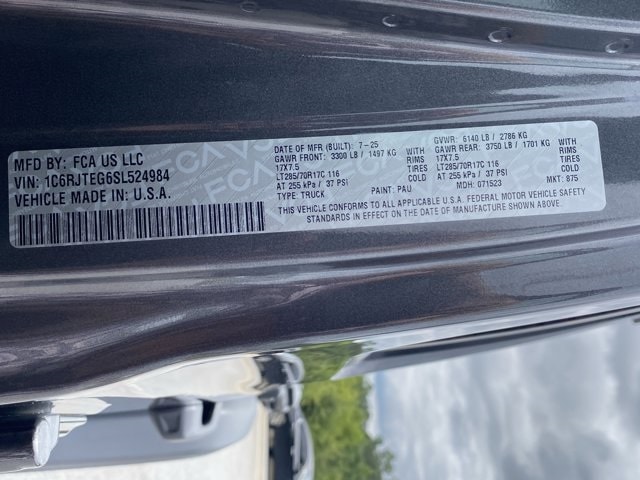 MFD BY: FCA US LLC
VIN: 1C6RJTEG6SL524984
VEHICLE MADE IN U.S.A.
DATE OF MFR (BUILT): 7-25
GVWR: 6140 LB / 2786 KG
GAWR FRONT: 3300 LB / 1497 KG WITH
17X7.5 RIMS
LT285/70R17C 116 TIRES
AT 255 kPa / 37 PSI COLD
GAWR REAR: 3750 LB / 1701 KG WITH
17X7.5 RIMS
LT285/70R17C 116 TIRES
AT 255 kPa / 37 PSI COLD
TYPE: TRUCK PAINT: PAU MDH: 071523 MKT: 875
THIS VEHICLE CONFORMS TO ALL APPLICABLE U.S.A. FEDERAL MOTOR VEHICLE SAFETY
STANDARDS IN EFFECT ON THE DATE OF MANUFACTURE SHOWN ABOVE.